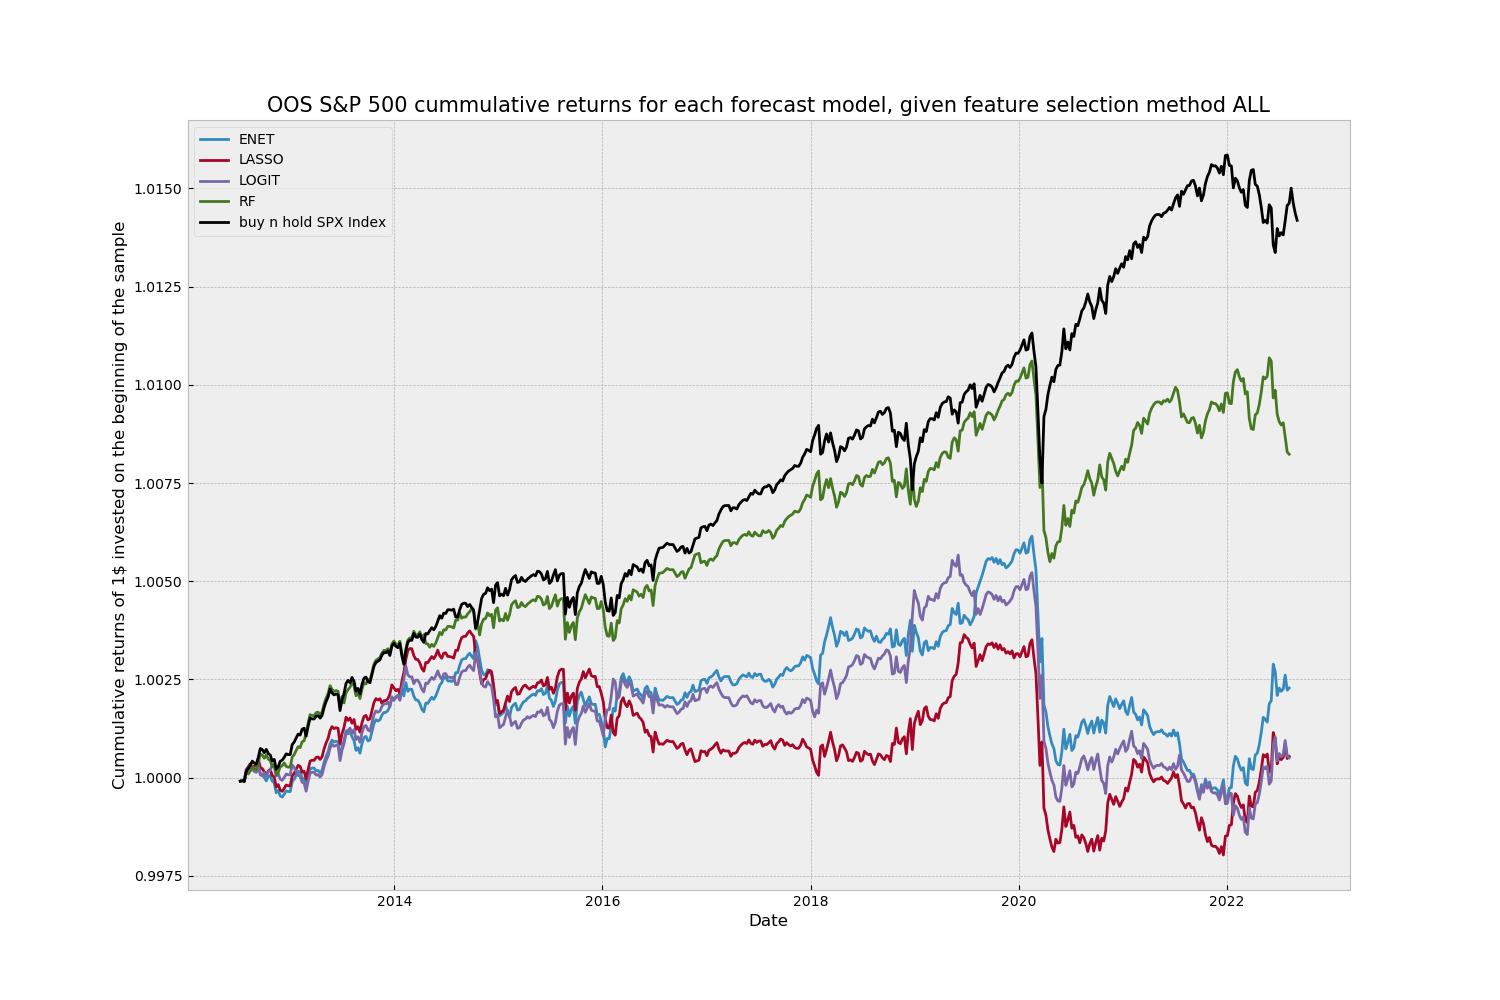 OOS S&P 500 cummulative returns for each forecast model, given feature selection method ALL
ENET
LASSO
LOGIT
RF
buy n hold SPX Index
Cummulative returns of 1$ invested on the beginning of the sample
1.0150
1.0125
1.0100
1.0075
1.0050
1.0025
1.0000
0.9975
2014
2016
2018
2020
2022
Date